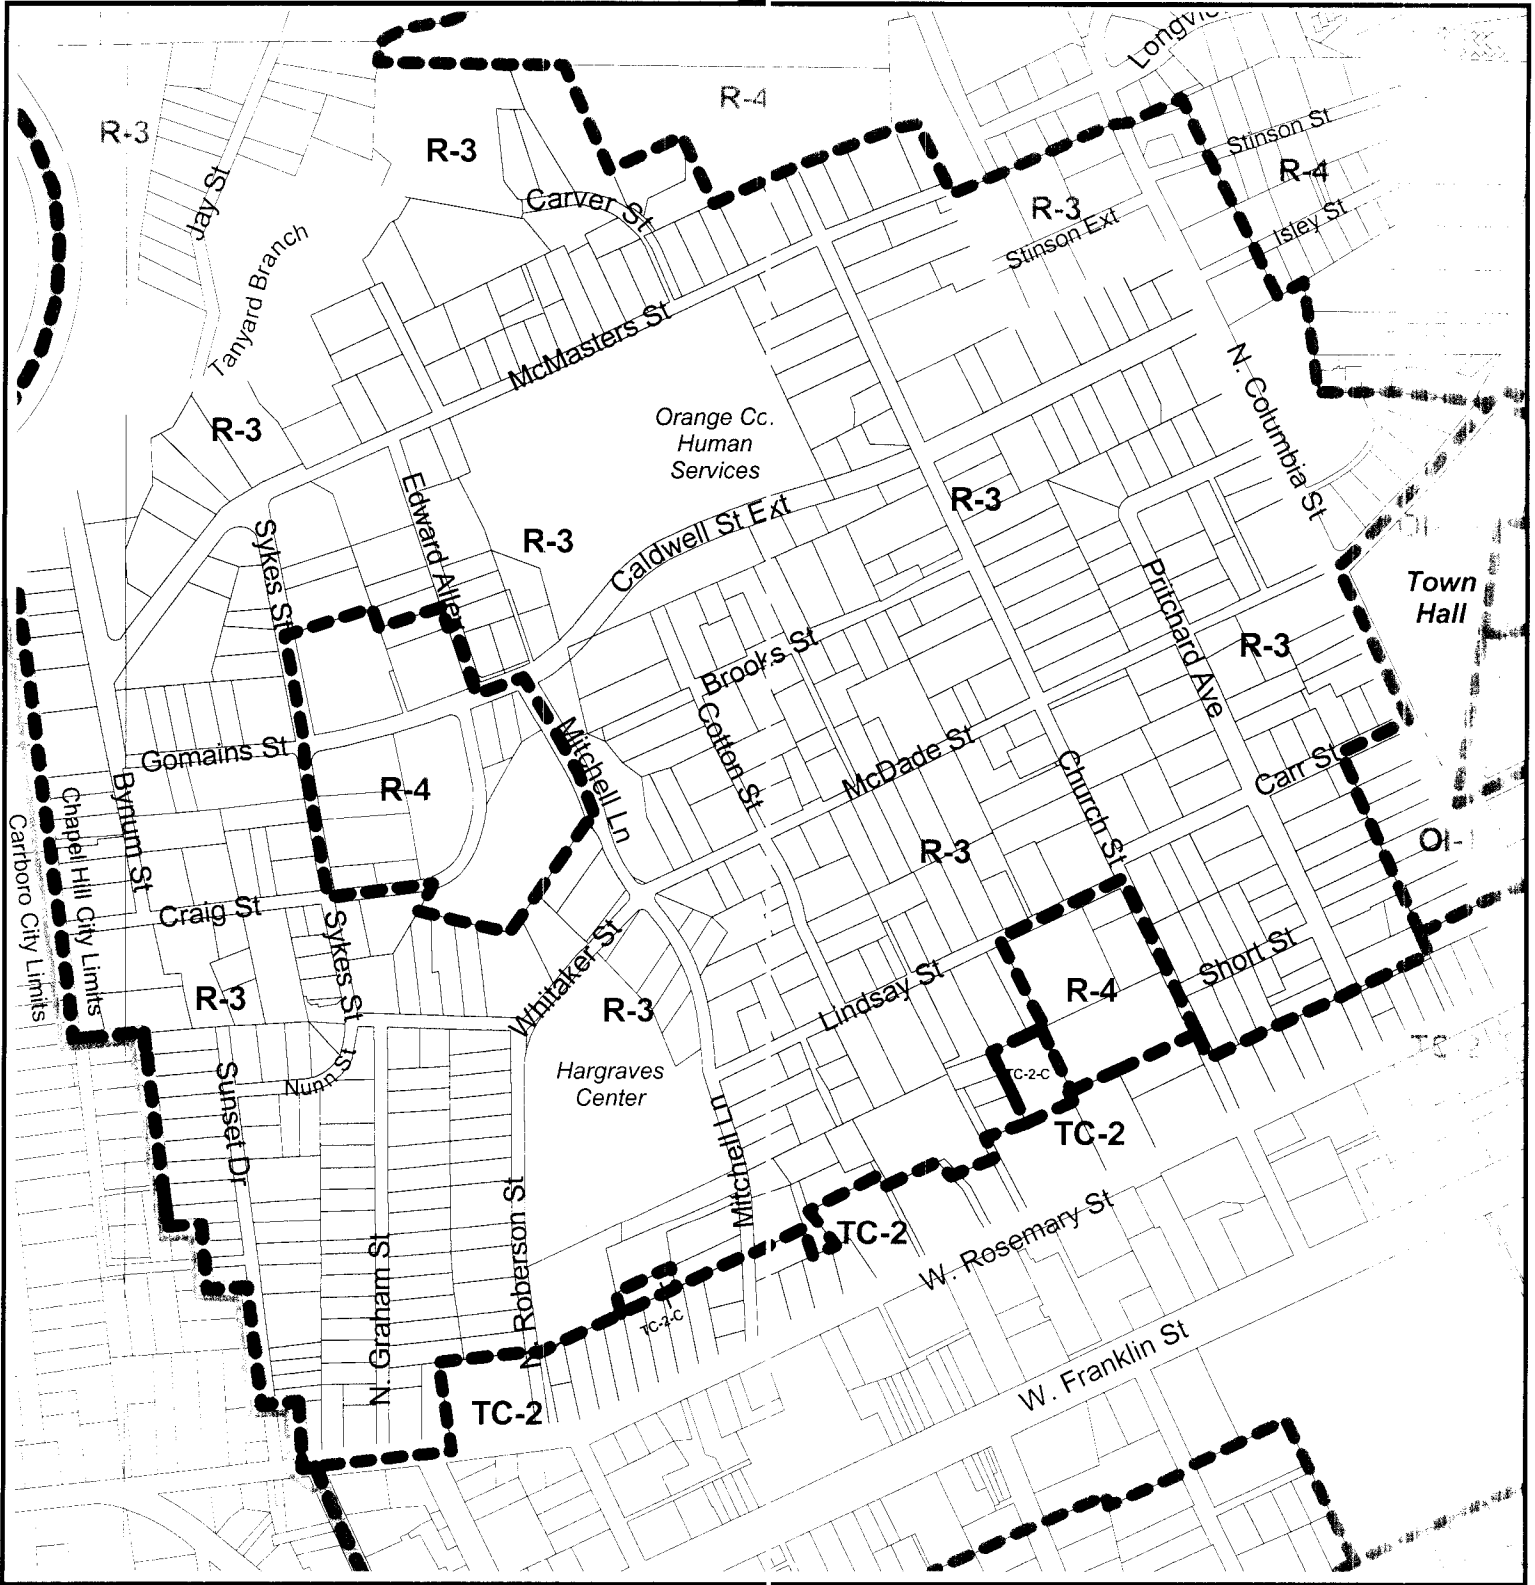 R-4
R-3
R-3
Stinson St
R-4
Jay St
Carver St
R-3
Stinson Ext
Isley St
Tanyard Branch
McMasters St
N. Columbia St
R-3
Orange Co.
Human
Services
Edward Alley
R-3
Caldwell St Ext
R-3
Sykes St
Pritchard Ave
Town
Hall
R-3
Brooks St
Cotton St
Mitchell Ln
Gomains St
McDade St
Church St
Carr St
Bynum St
Chapel Hill City Limits
Carrboro City Limits
R-4
R-3
Craig St
Sykes St
Whitaker St
R-3
R-3
Lindsay St
R-4
Short St
Nunn St
Sunset Dr
Hargraves
Center
TC-2-C
TC-2
Mitchell Ln
TC-2
W. Rosemary St
N. Roberson St
N. Graham St
TC-2-C
W. Franklin St
TC-2